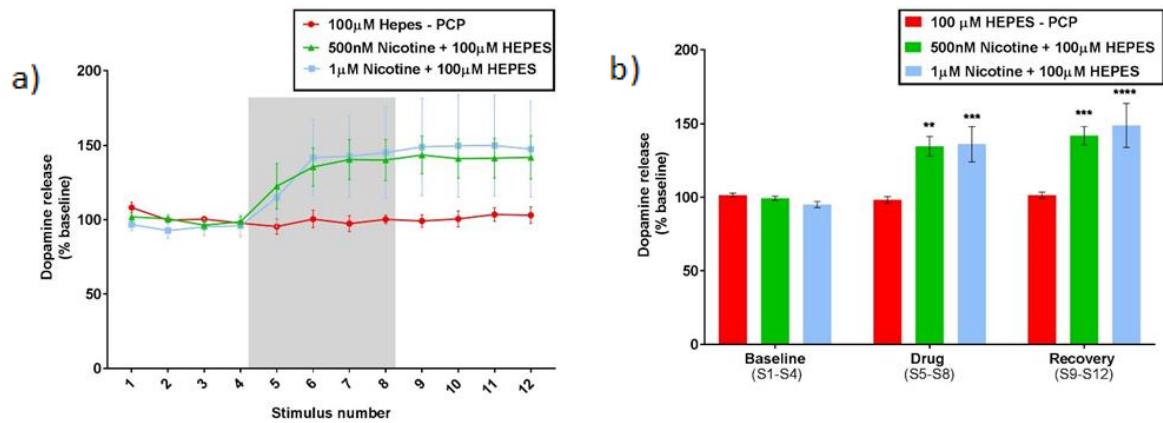 a)
100μM Hepes - PCP
500nM Nicotine + 100μM HEPES
1μM Nicotine + 100μM HEPES
Dopamine release
(% baseline)
200
150
100
50
0
1 2 3 4 5 6 7 8 9 10 11 12
Stimulus number
b)
100 μM HEPES - PCP
500nM Nicotine + 100μM HEPES
1μM Nicotine + 100μM HEPES
Dopamine release
(% baseline)
200
150
100
50
0
** *** *** ****
Baseline Drug Recovery
(S1-S4) (S5-S8) (S9-S12)